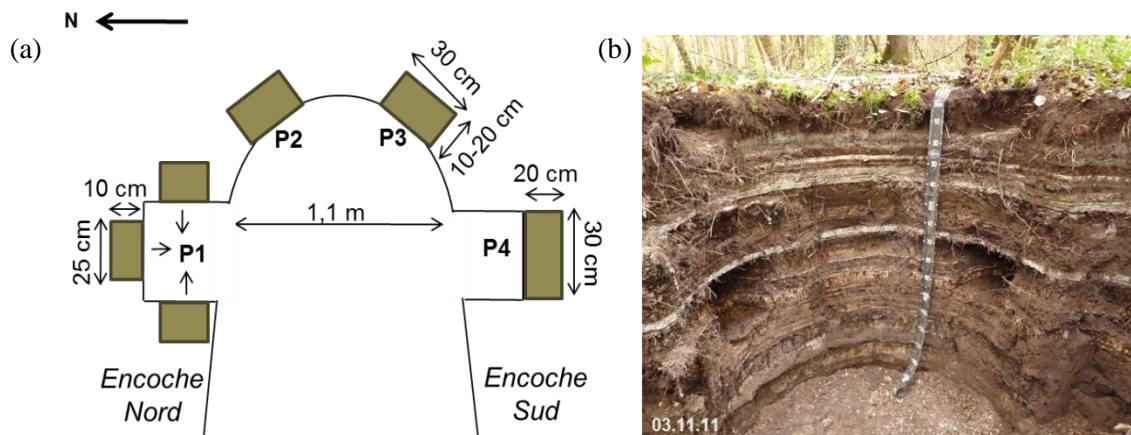 (a)
N
P2
P3
30 cm
10-20 cm
10 cm
25 cm
P1
1,1 m
20 cm
P4
30 cm
Encoche
Nord
Encoche
Sud
(b)
03.11.11